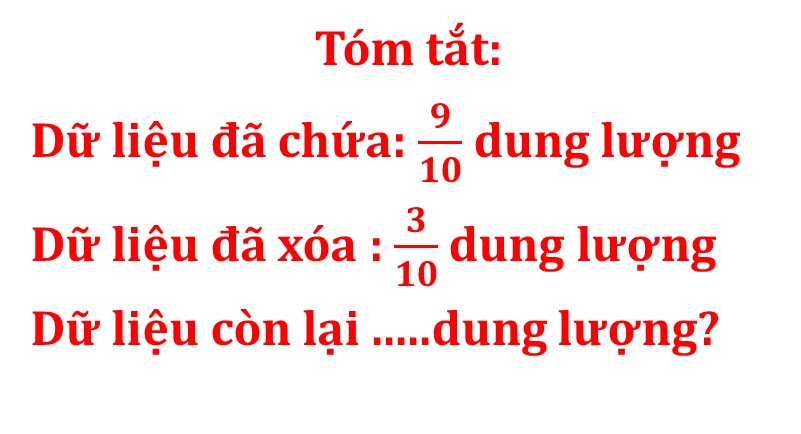 Tóm tắt:
Dữ liệu đã chứa: 9/10 dung lượng
Dữ liệu đã xóa : 3/10 dung lượng
Dữ liệu còn lại .....dung lượng?